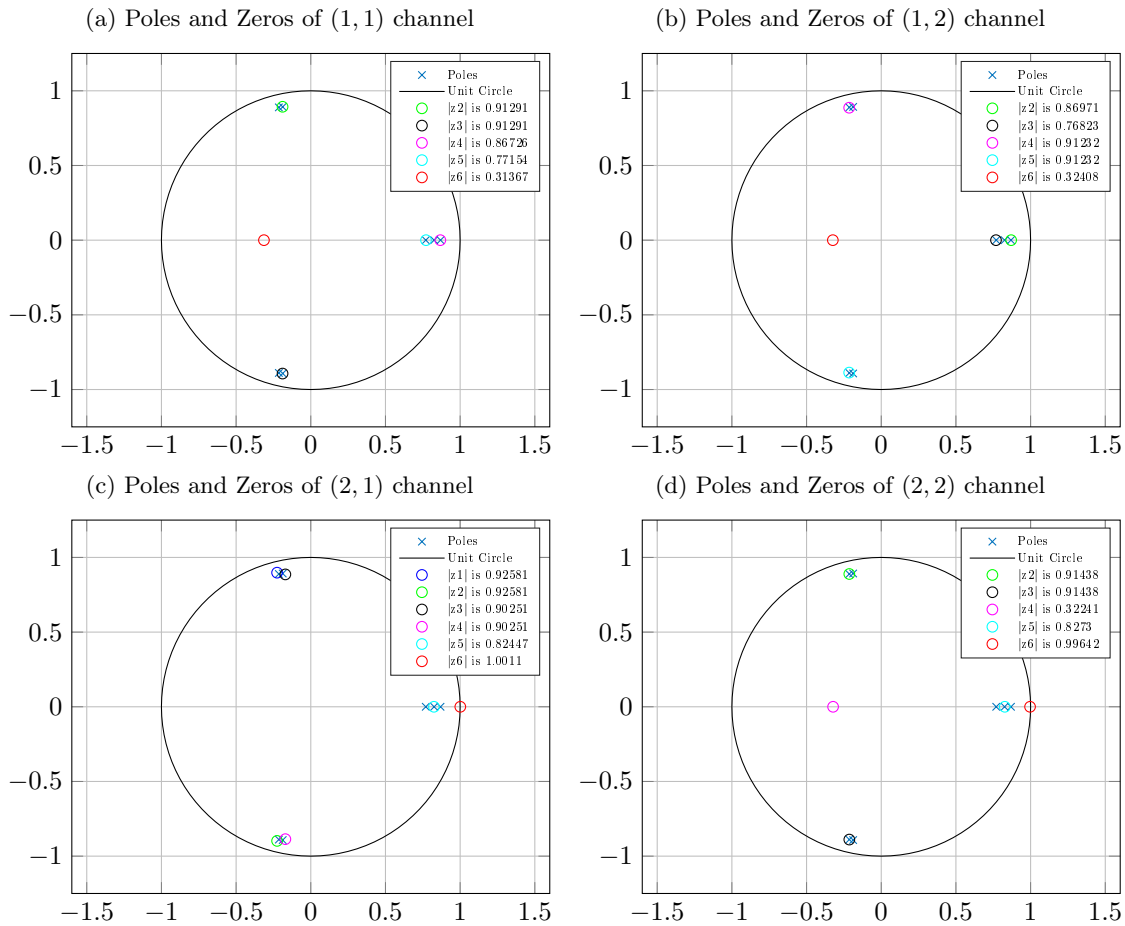 (a) Poles and Zeros of (1, 1) channel
1
0.5
0
−0.5
−1
−1.5
−1
−0.5
0
0.5
1
1.5
Poles
Unit Circle
|z2| is 0.91291
|z3| is 0.91291
|z4| is 0.86726
|z5| is 0.77154
|z6| is 0.31367
(b) Poles and Zeros of (1, 2) channel
1
0.5
0
−0.5
−1
−1.5
−1
−0.5
0
0.5
1
1.5
Poles
Unit Circle
|z2| is 0.86971
|z3| is 0.76823
|z4| is 0.91232
|z5| is 0.91232
|z6| is 0.32408
(c) Poles and Zeros of (2, 1) channel
1
0.5
0
−0.5
−1
−1.5
−1
−0.5
0
0.5
1
1.5
Poles
Unit Circle
|z1| is 0.92581
|z2| is 0.92581
|z3| is 0.90251
|z4| is 0.90251
|z5| is 0.82447
|z6| is 1.0011
(d) Poles and Zeros of (2, 2) channel
1
0.5
0
−0.5
−1
−1.5
−1
−0.5
0
0.5
1
1.5
Poles
Unit Circle
|z2| is 0.91438
|z3| is 0.91438
|z4| is 0.32241
|z5| is 0.8273
|z6| is 0.99642